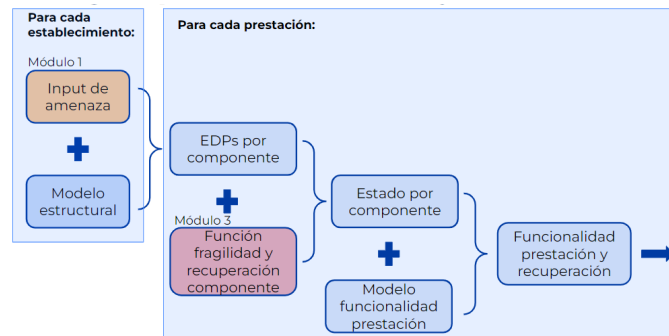 Para cada
establecimiento:
Módulo 1
Input de
amenaza
Modelo
estructural
Para cada prestación:
EDPs por
componente
Módulo 3
Función
fragilidad y
recuperación
componente
Estado por
componente
Modelo
funcionalidad
prestación
Funcionalidad
prestación y
recuperación